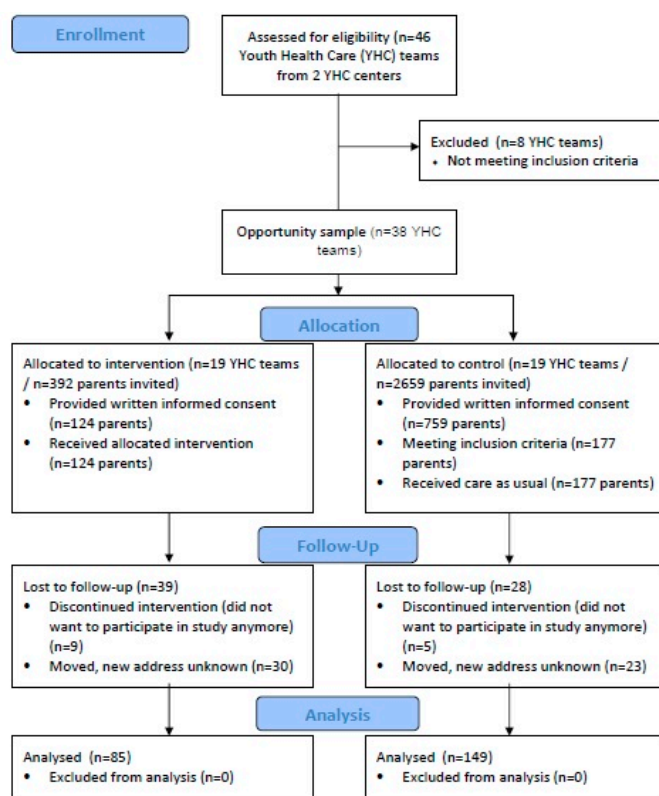 Enrollment
Assessed for eligibility (n=46
Youth Health Care (YHC) teams
from 2 YHC centers
Excluded (n=8 YHC teams)
• Not meeting inclusion criteria
Opportunity sample (n=38 YHC
teams)
Allocation
Allocated to intervention (n=19 YHC teams
/ n=392 parents invited)
• Provided written informed consent
(n=124 parents)
• Received allocated intervention
(n=124 parents)
Allocated to control (n=19 YHC teams /
n=2659 parents invited)
• Provided written informed consent
(n=759 parents)
• Meeting inclusion criteria (n=177
parents)
• Received care as usual (n=177 parents)
Follow-Up
Lost to follow-up (n=39)
• Discontinued intervention (did not
want to participate in study anymore)
(n=9)
• Moved, new address unknown (n=30)
Lost to follow-up (n=28)
• Discontinued intervention (did not
want to participate in study anymore)
(n=5)
• Moved, new address unknown (n=23)
Analysis
Analysed (n=85)
• Excluded from analysis (n=0)
Analysed (n=149)
• Excluded from analysis (n=0)